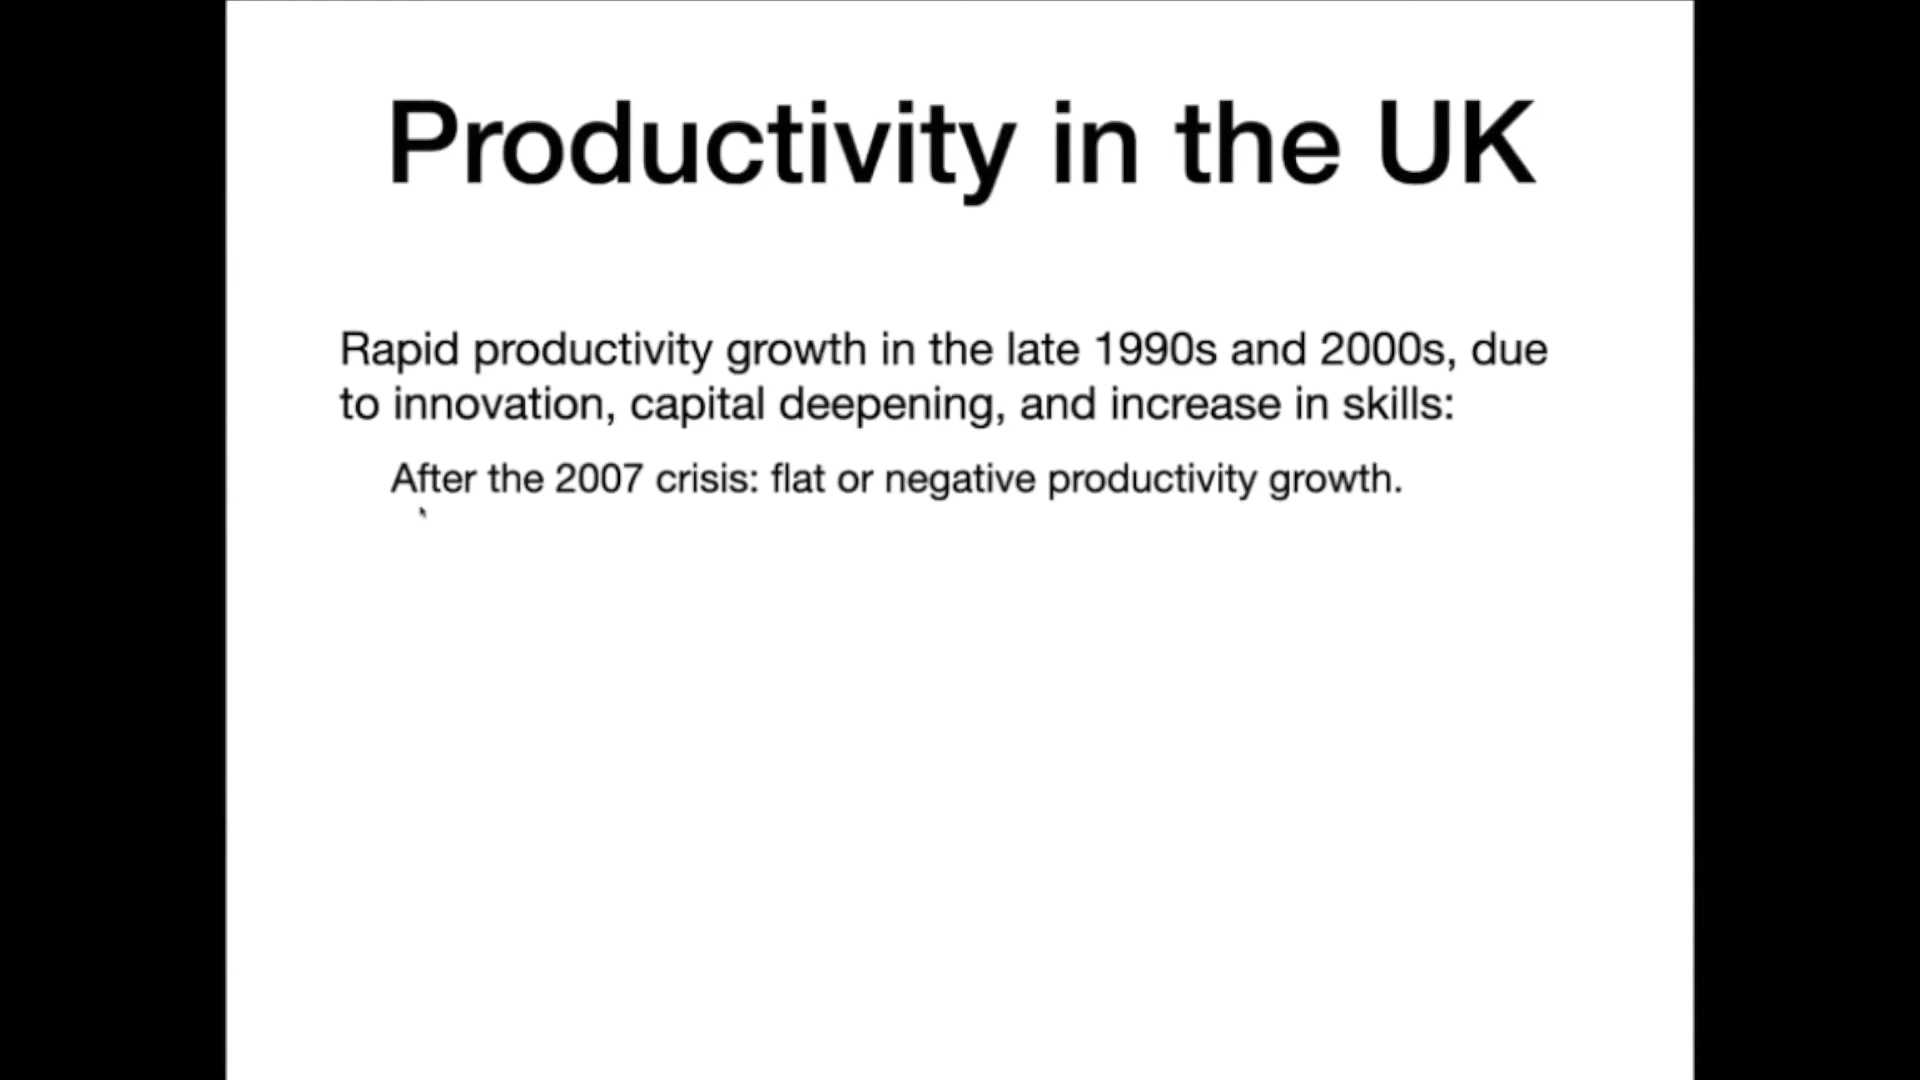 Productivity in the UK
Rapid productivity growth in the late 1990s and 2000s, due
to innovation, capital deepening, and increase in skills:
After the 2007 crisis: flat or negative productivity growth.